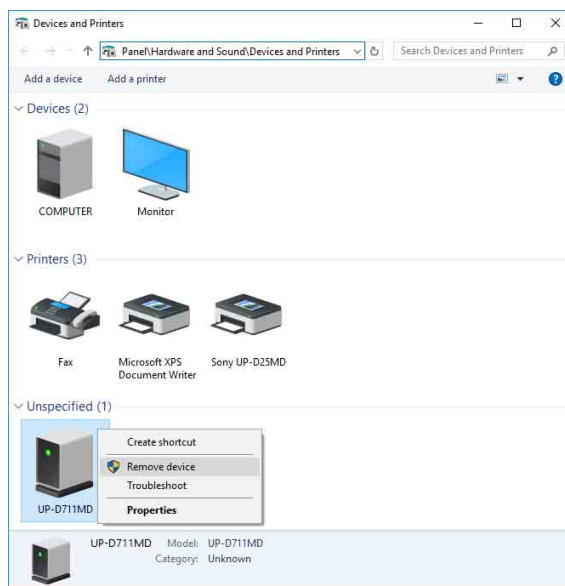 Devices and Printers
Panel\Hardware and Sound\Devices and Printers
Search Devices and Printers
Add a device
Add a printer
Devices (2)
COMPUTER
Monitor
Printers (3)
Fax
Microsoft XPS
Document Writer
Sony UP-D25MD
Unspecified (1)
Create shortcut
Remove device
Troubleshoot
Properties
UP-D711MD
UP-D711MD Model: UP-D711MD
Category: Unknown